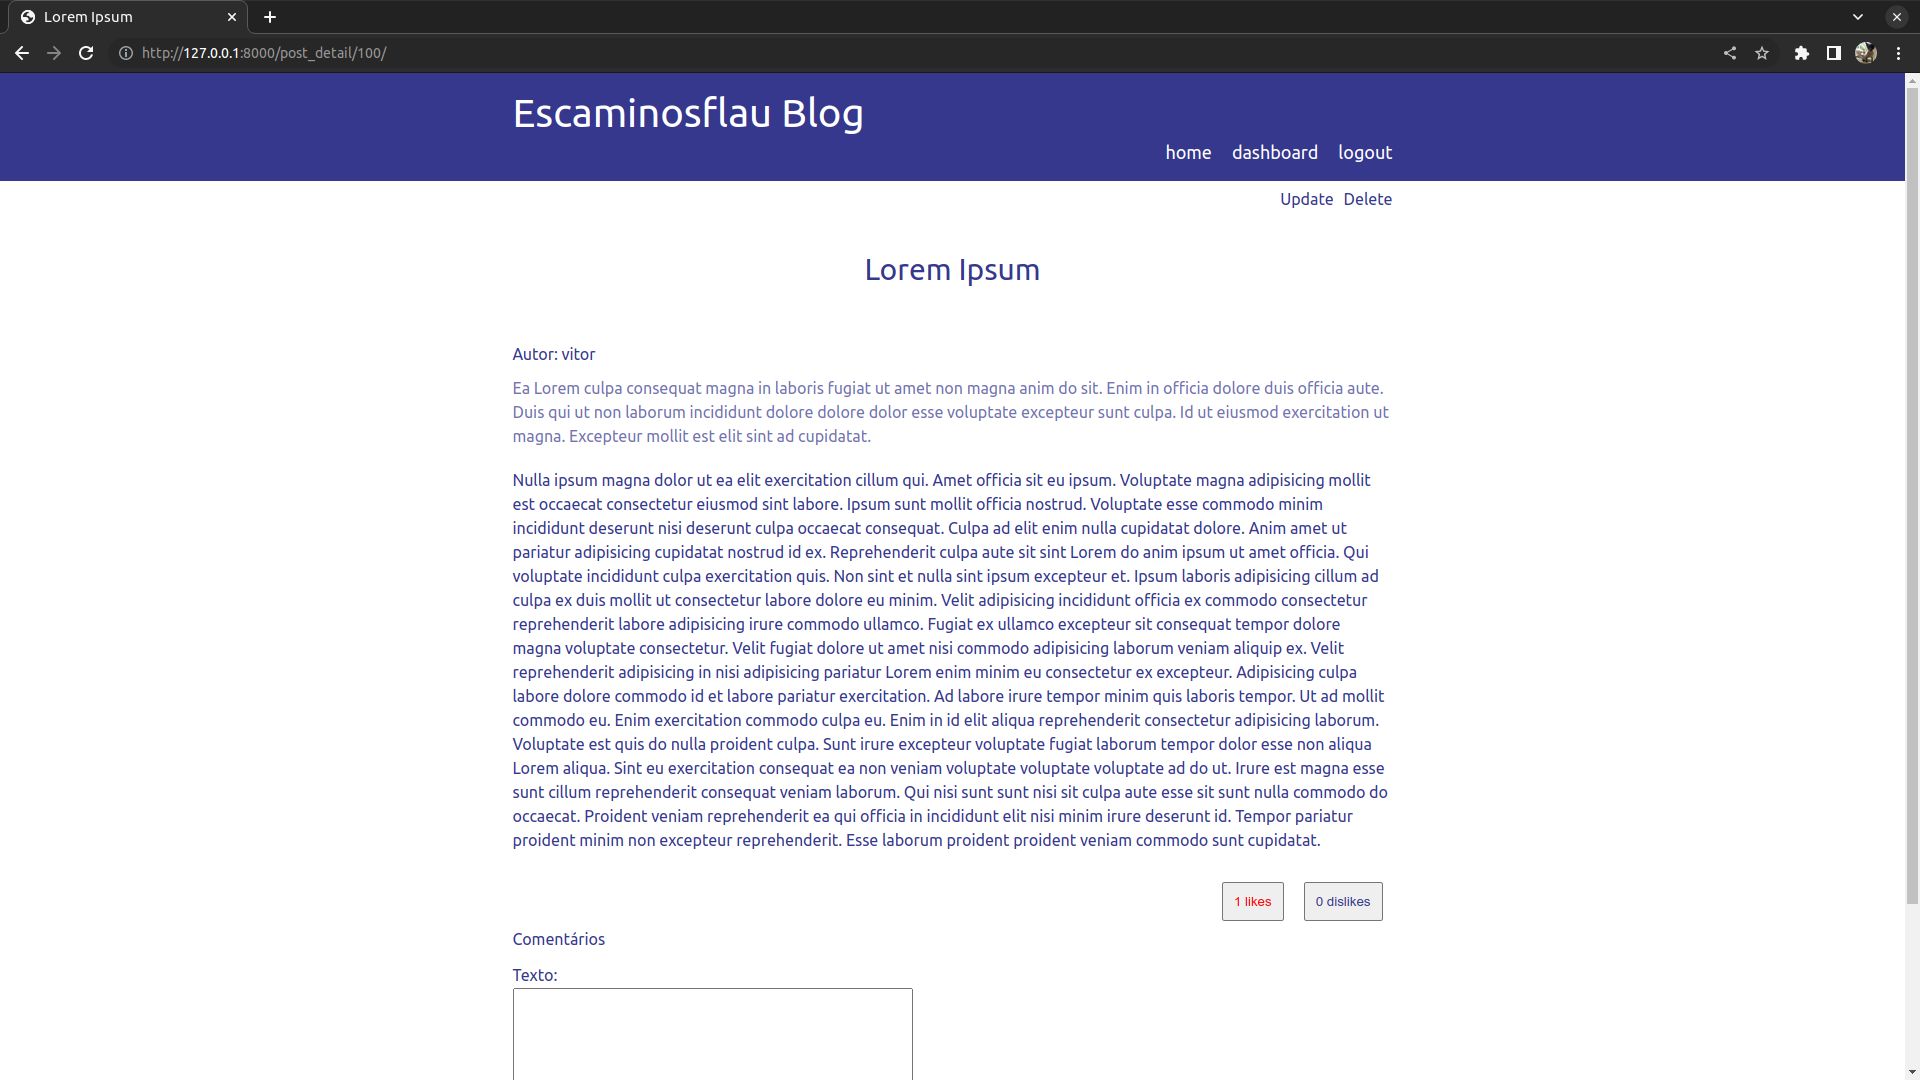 Lorem Ipsum
http://127.0.0.1:8000/post_detail/100/
Escaminosflau Blog
home dashboard logout
Update Delete
Lorem Ipsum
Autor: vitor
Ea Lorem culpa consequat magna in laboris fugiat ut amet non magna anim do sit. Enim in officia dolore duis officia aute.
Duis qui ut non laborum incididunt dolore dolore dolor esse voluptate excepteur sunt culpa. Id ut eiusmod exercitation ut
magna. Excepteur mollit est elit sint ad cupidatat.
Nulla ipsum magna dolor ut ea elit exercitation cillum qui. Amet officia sit eu ipsum. Voluptate magna adipisicing mollit
est occaecat consectetur eiusmod sint labore. Ipsum sunt mollit officia nostrud. Voluptate esse commodo minim
incididunt deserunt nisi deserunt culpa occaecat consequat. Culpa ad elit enim nulla cupidatat dolore. Anim amet ut
pariatur adipisicing cupidatat nostrud id ex. Reprehenderit culpa aute sit sint Lorem do anim ipsum ut amet officia. Qui
voluptate incididunt culpa exercitation quis. Non sint et nulla sint ipsum excepteur et. Ipsum laboris adipisicing cillum ad
culpa ex duis mollit ut consectetur labore dolore eu minim. Velit adipisicing incididunt officia ex commodo consectetur
reprehenderit labore adipisicing irure commodo ullamco. Fugiat ex ullamco excepteur sit consequat tempor dolore
magna voluptate consectetur. Velit fugiat dolore ut amet nisi commodo adipisicing laborum veniam aliquip ex. Velit
reprehenderit adipisicing in nisi adipisicing pariatur Lorem enim minim eu consectetur ex excepteur. Adipisicing culpa
labore dolore commodo id et labore pariatur exercitation. Ad labore irure tempor minim quis laboris tempor. Ut ad mollit
commodo eu. Enim exercitation commodo culpa eu. Enim in id elit aliqua reprehenderit consectetur adipisicing laborum.
Voluptate est quis do nulla proident culpa. Sunt irure excepteur voluptate fugiat laborum tempor dolor esse non aliqua
Lorem aliqua. Sint eu exercitation consequat ea non veniam voluptate voluptate voluptate ad do ut. Irure est magna esse
sunt cillum reprehenderit consequat veniam laborum. Qui nisi sunt sunt nisi sit culpa aute esse sit sunt nulla commodo do
occaecat. Proident veniam reprehenderit ea qui officia in incididunt elit nisi minim irure deserunt id. Tempor pariatur
proident minim non excepteur reprehenderit. Esse laborum proident proident veniam commodo sunt cupidatat.
1 likes 0 dislikes
Comentários
Texto: